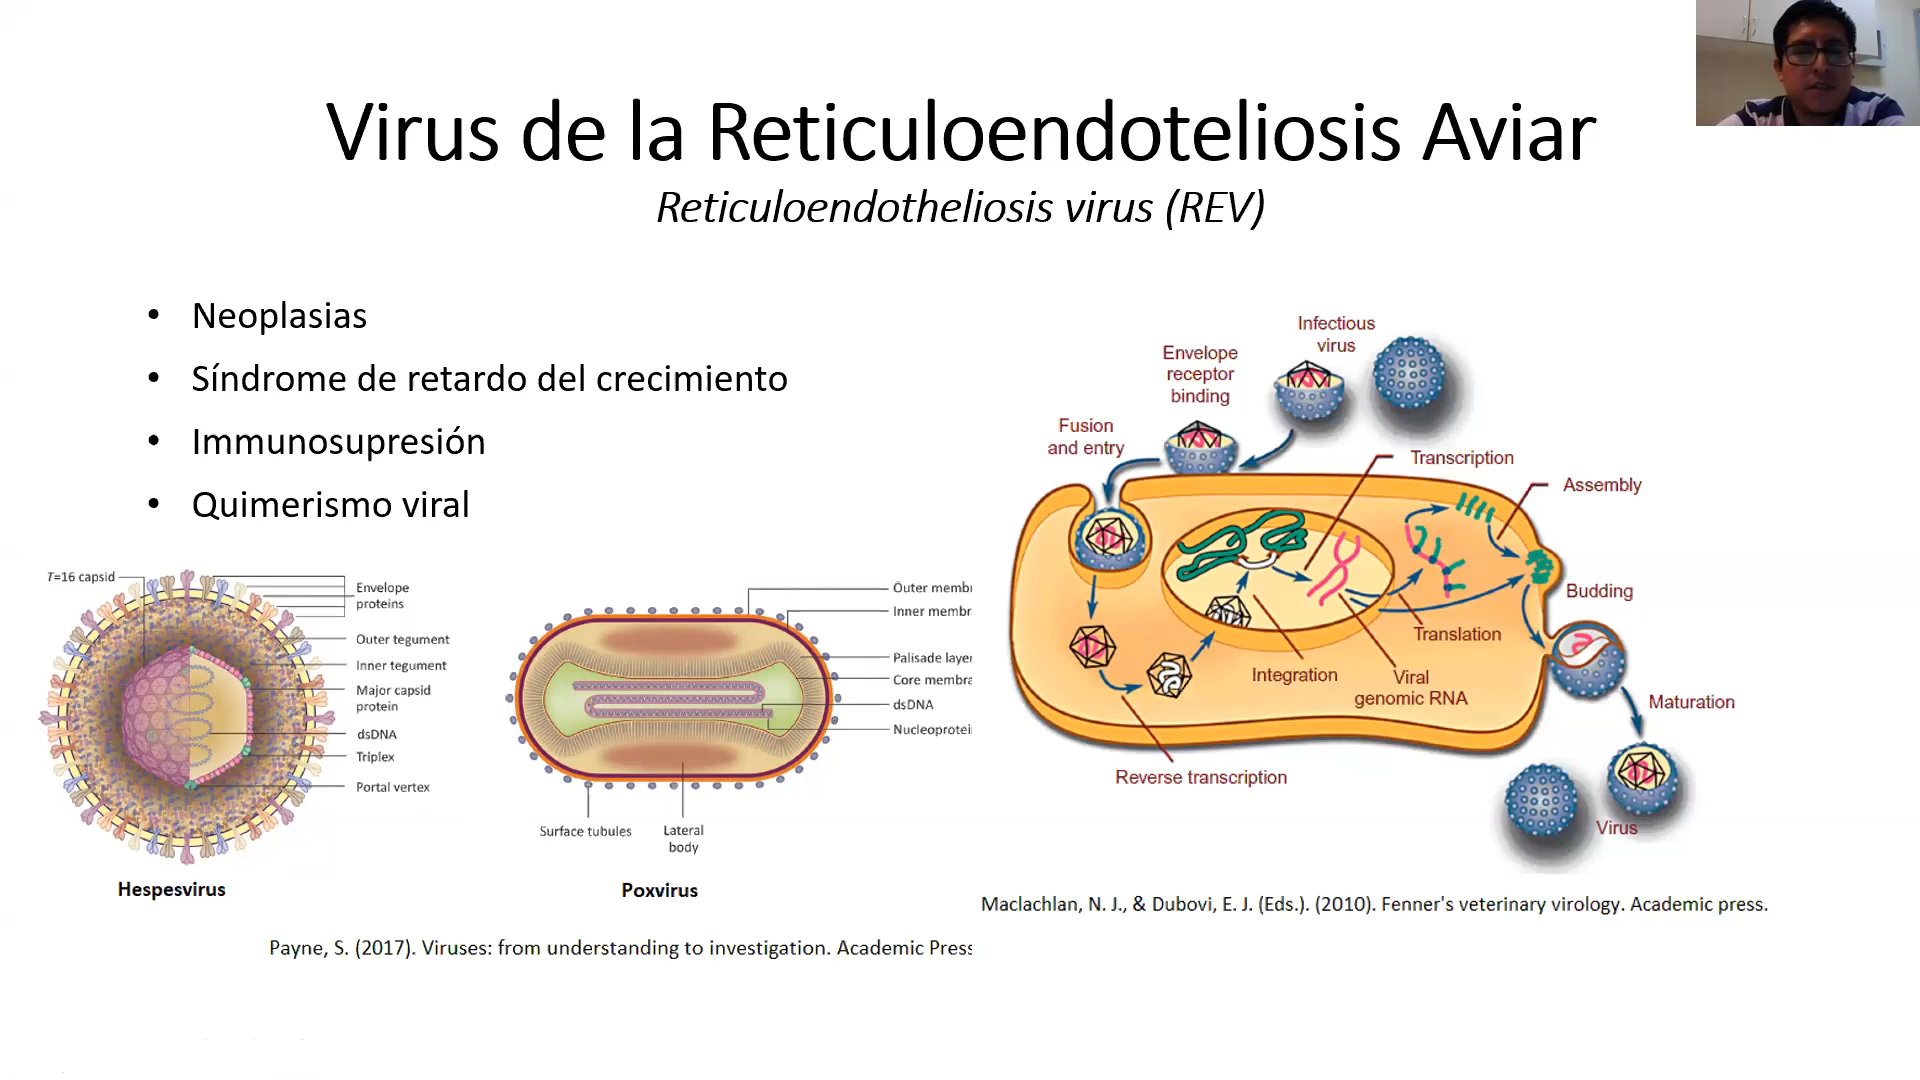 Virus de la Reticuloendoteliosis Aviar
Reticuloendotheliosis virus (REV)
• Neoplasias
• Síndrome de retardo del crecimiento
• Immunosupresión
• Quimerismo viral
T=16 capsid
Envelope
proteins
Outer tegument
Inner tegument
Major capsid
protein
dsDNA
Triplex
Portal vertex
Hespesvirus
Outer membr
Inner membr
Palisade layer
Core membra
dsDNA
Nucleoprotei
Surface tubules
Lateral
body
Poxvirus
Payne, S. (2017). Viruses: from understanding to investigation. Academic Press
Infectious
virus
Envelope
receptor
binding
Fusion
and entry
Transcription
Assembly
Budding
Translation
Integration
Viral
genomic RNA
Maturation
Reverse transcription
Virus
Maclachlan, N. J., & Dubovi, E. J. (Eds.). (2010). Fenner's veterinary virology. Academic press.